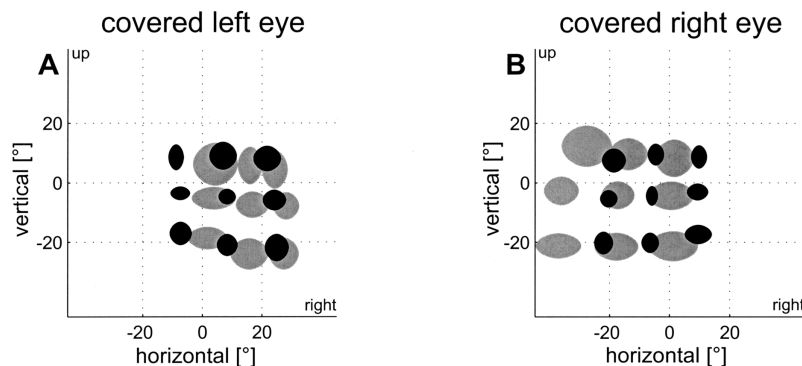 covered left eye
A
up
vertical [°]
20
0
-20
right
-20 0 20
horizontal [°]
covered right eye
B
up
vertical [°]
20
0
-20
right
-20 0 20
horizontal [°]